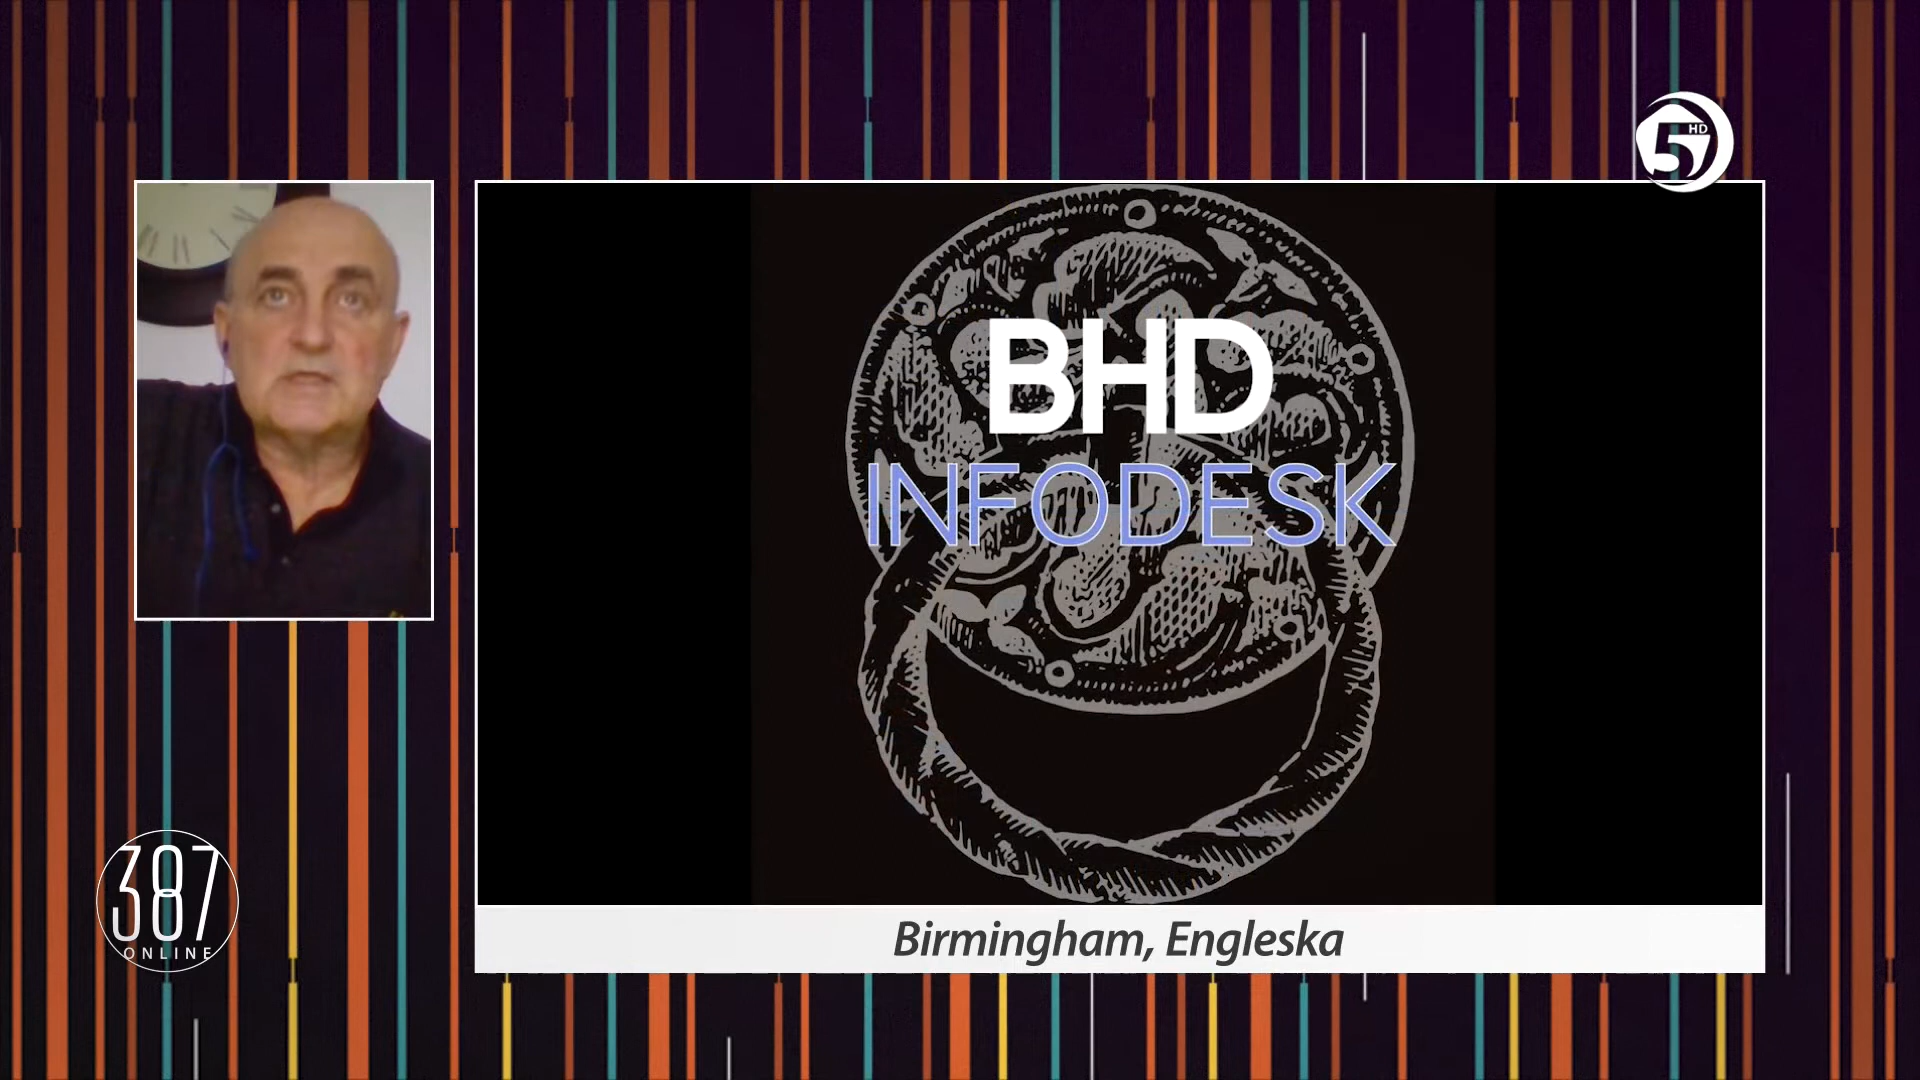 5 HD
BHD
INFODESK
387
ONLINE
Birmingham, Engleska